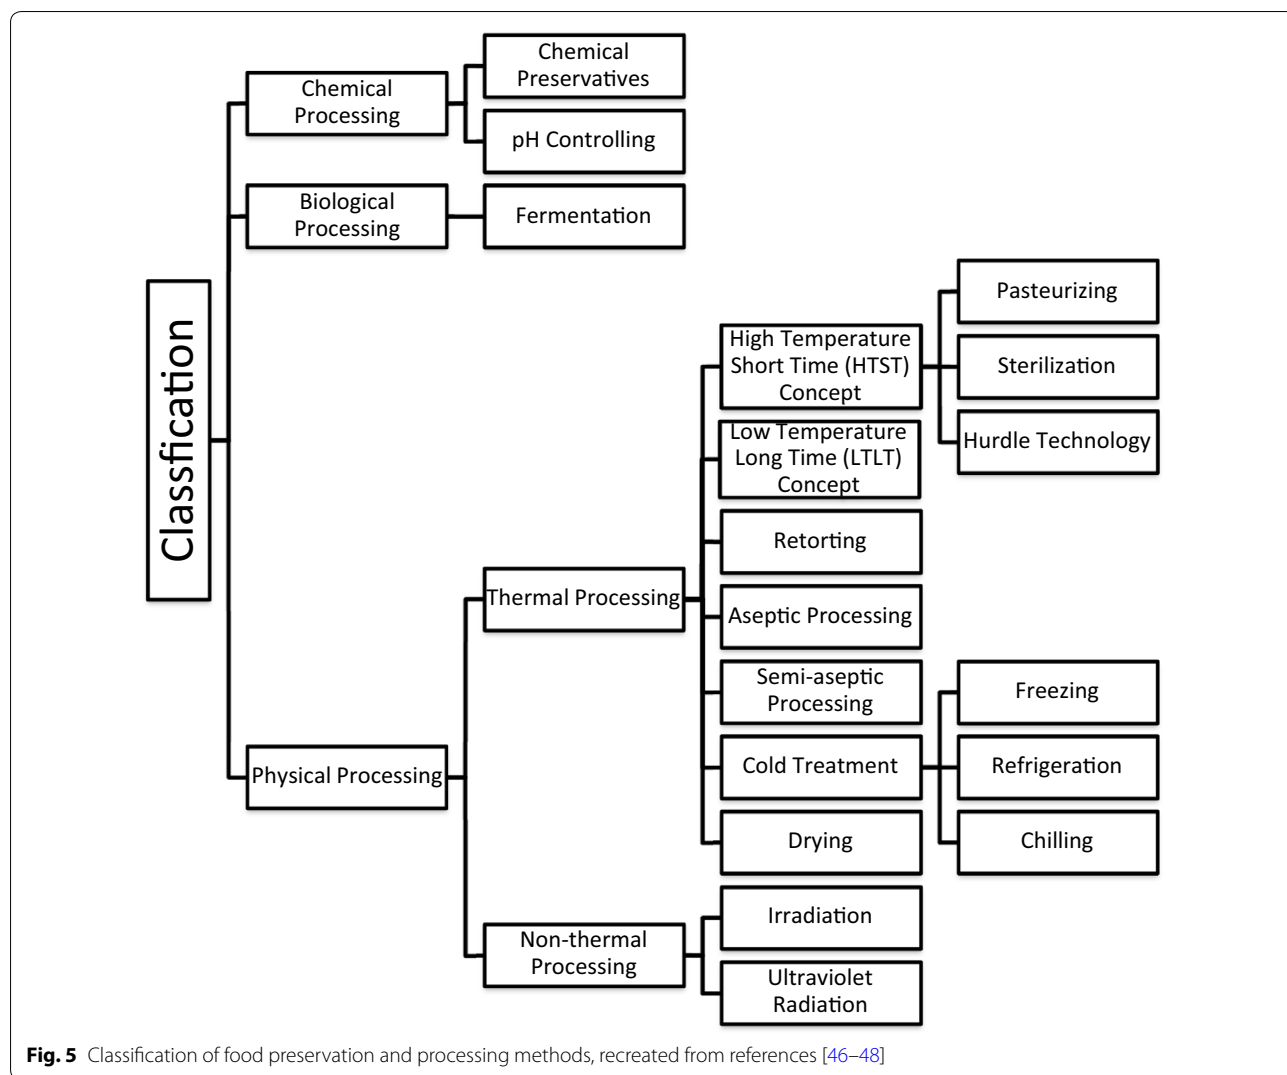 Chemical
Preservatives
Chemical
Processing
pH Controlling
Biological
Processing
Fermentation
Classfication
Pasteurizing
High Temperature
Short Time (HTST)
Concept
Sterilization
Hurdle Technology
Low Temperature
Long Time (LTLT)
Concept
Retorting
Thermal Processing
Aseptic Processing
Semi-aseptic
Processing
Freezing
Physical Processing
Cold Treatment
Refrigeration
Drying
Chilling
Irradiation
Non-thermal
Processing
Ultraviolet
Radiation
Fig. 5 Classification of food preservation and processing methods, recreated from references [46–48]